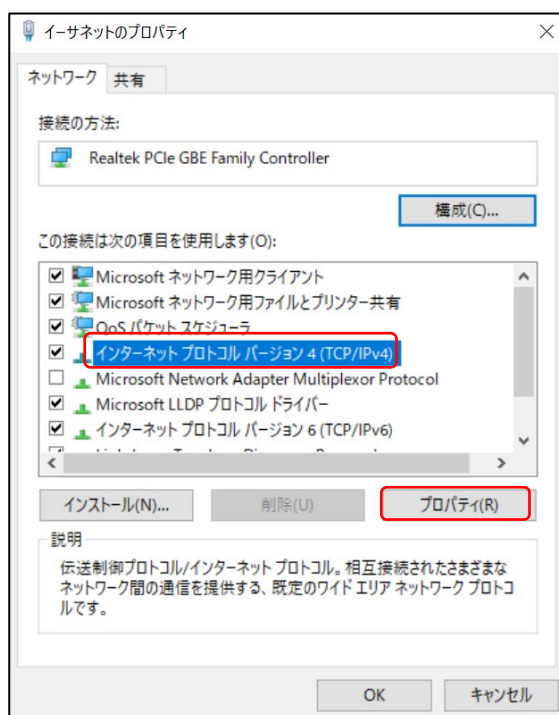 イーサネットのプロパティ
ネットワーク 共有
接続の方法:
Realtek PCIe GBE Family Controller
構成(C)...
この接続は次の項目を使用します(O):
Microsoft ネットワーク用クライアント
Microsoft ネットワーク用ファイルとプリンター共有
QoS パケット スケジューラ
インターネット プロトコル バージョン 4 (TCP/IPv4)
Microsoft Network Adapter Multiplexor Protocol
Microsoft LLDP プロトコル ドライバー
インターネット プロトコル バージョン 6 (TCP/IPv6)
インストール(N)... 削除(U) プロパティ(R)
説明
伝送制御プロトコル/インターネット プロトコル。相互接続されたさまざまな
ネットワーク間の通信を提供する、既定のワイド エリア ネットワーク プロトコ
ルです。
OK キャンセル